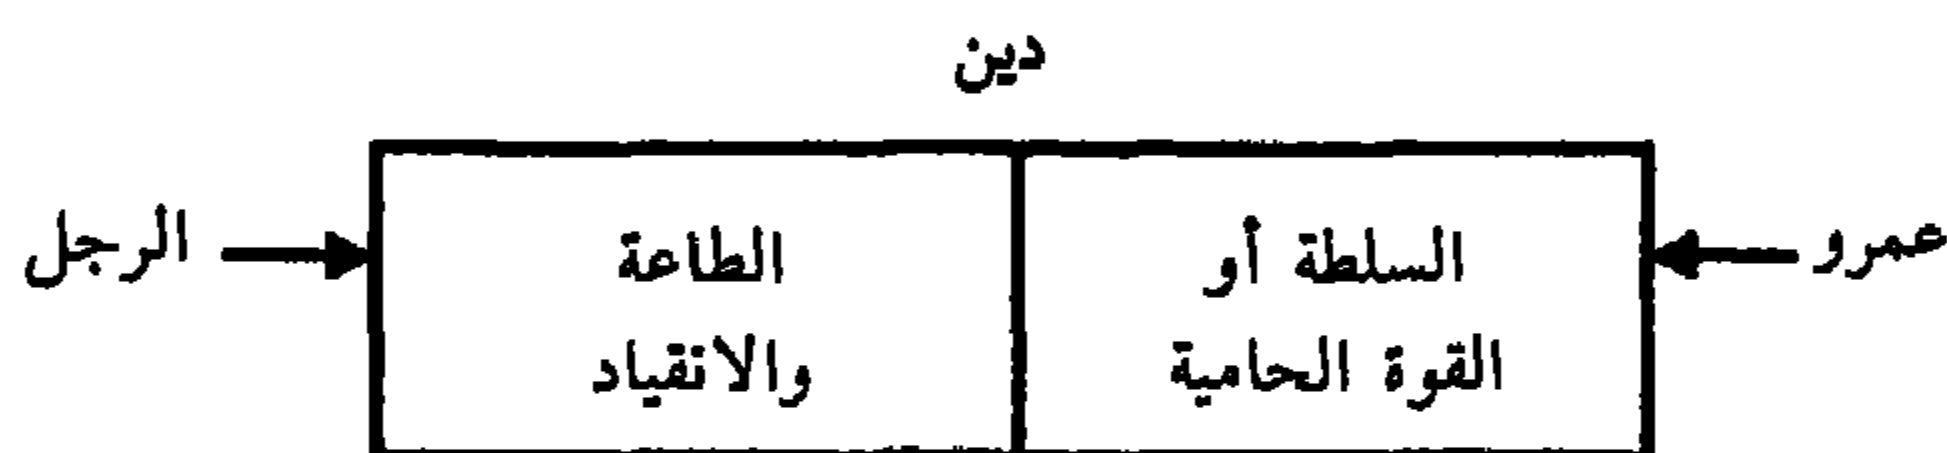 دين
عمرو
السلطة أو
القوة الحامية
الطاعة
والانقياد
الرجل